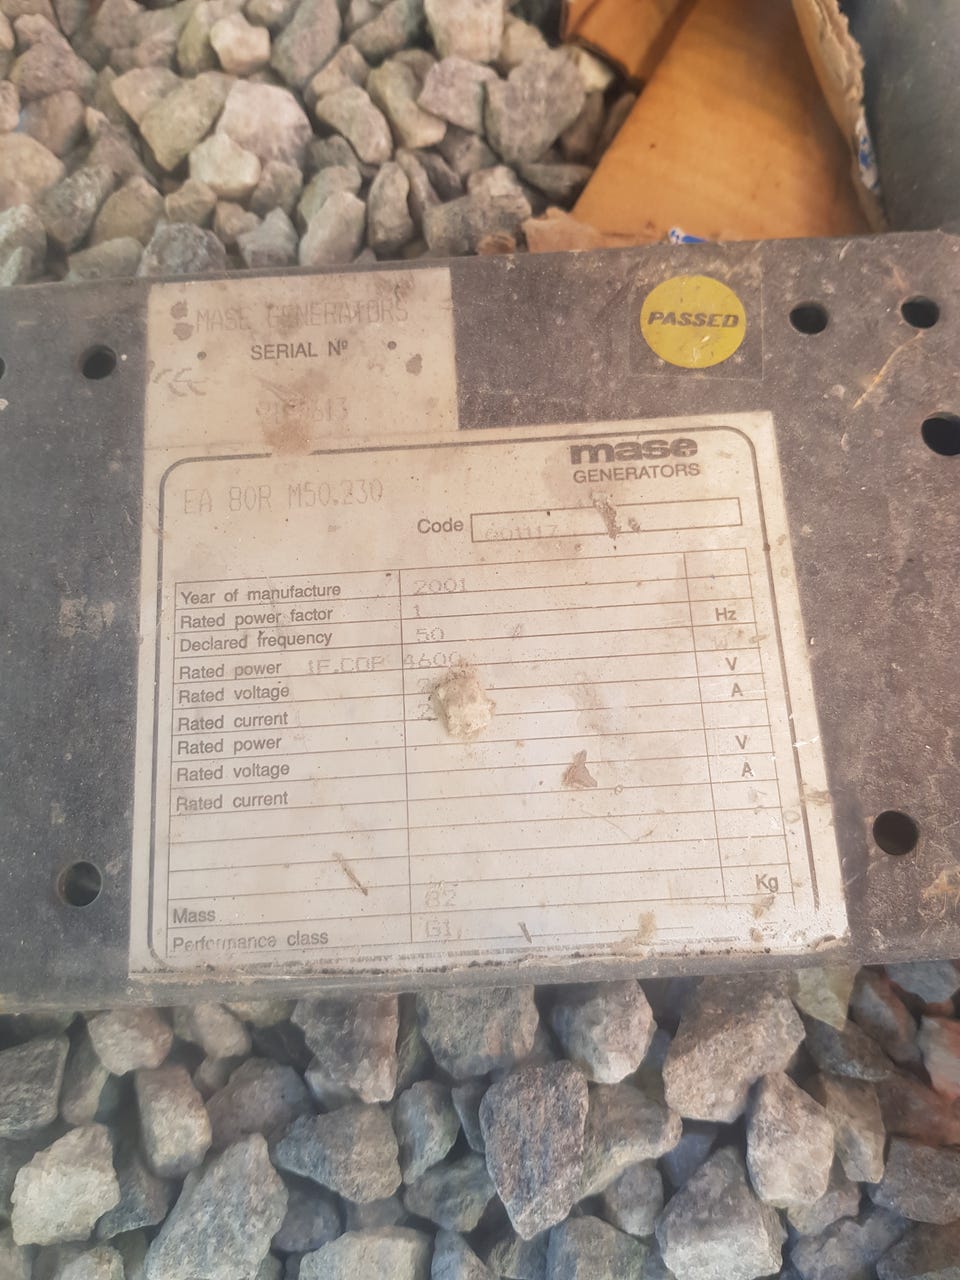 MASE GENERATORS
SERIAL Nº
PASSED
mase
GENERATORS
EA 80R M50.230
Code
Year of manufacture 2001
Rated power factor 1
Declared frequency 50 Hz
Rated power 1F.COP 4600 W
Rated voltage V
Rated current A
Rated power
Rated voltage V
Rated current A
Mass 82 Kg
Performance class G1